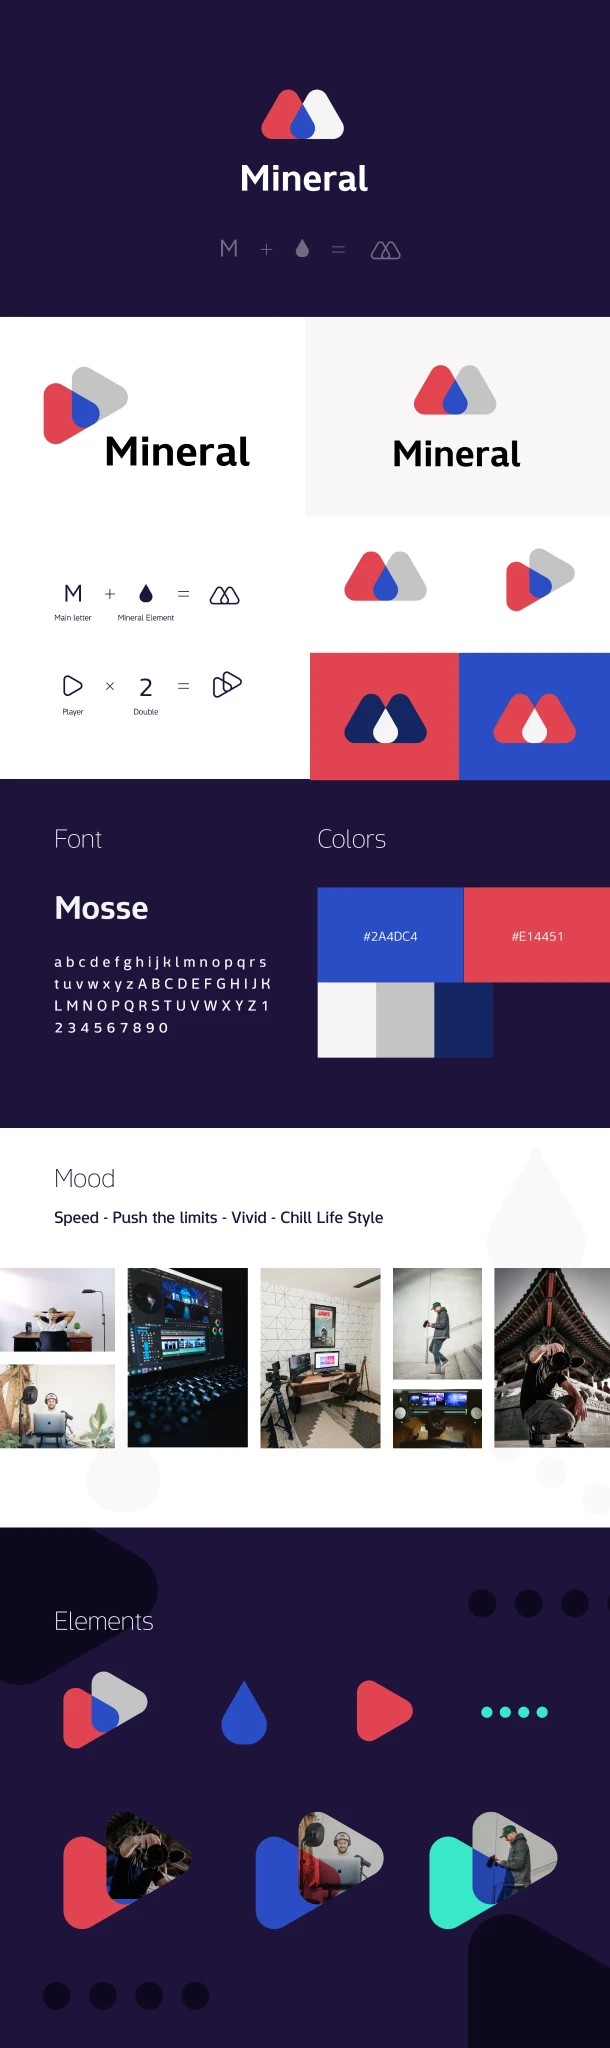 Mineral
M + =
Mineral
Mineral
M + =
Main letter Mineral Element
× 2 =
Player Double
Font
Colors
Mosse
#2A4DC4
#E14451
a b c d e f g h i j k l m n o p q r s
t u v w x y z A B C D E F G H I J K
L M N O P Q R S T U V W X Y Z 1
2 3 4 5 6 7 8 9 0
Mood
Speed - Push the limits - Vivid - Chill Life Style
JAWS
Elements